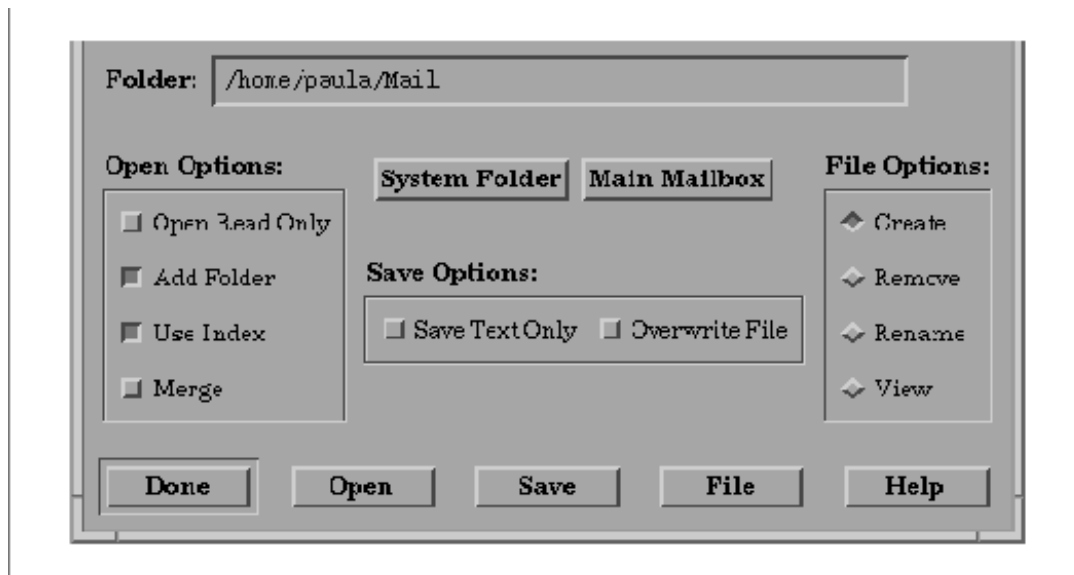 Folder: /home/paula/Mail
Open Options:
System Folder Main Mailbox
File Options:
Open Read Only
Add Folder
Use Index
Merge
Save Options:
Save Text Only Overwrite File
Create
Remove
Rename
View
Done Open Save File Help